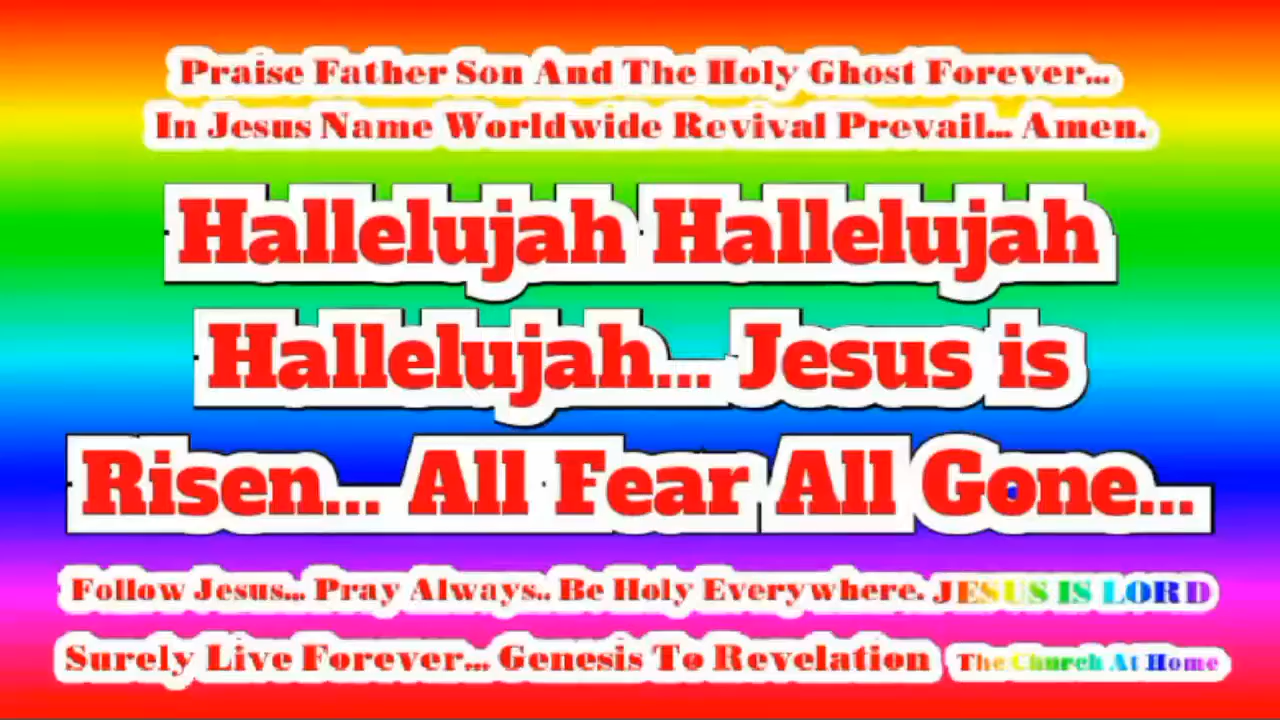 Praise Father Son And The Holy Ghost Forever...
In Jesus Name Worldwide Revival Prevail... Amen.
Hallelujah Hallelujah
Hallelujah... Jesus is
Risen... All Fear All Gone...
Follow Jesus... Pray Always.. Be Holy Everywhere. JESUS IS LORD
Surely Live Forever... Genesis To Revelation The Church At Home